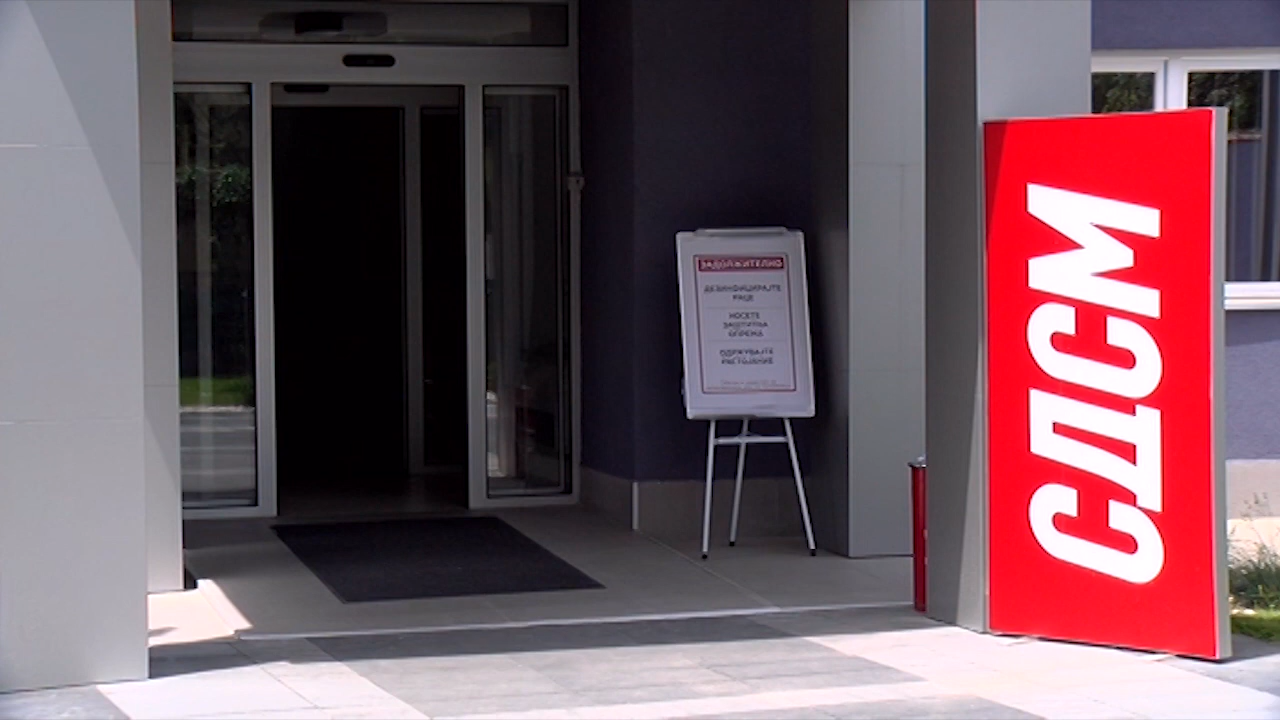 ЗАДОЛЖИТЕЛНО
ДЕЗИНФИЦИРАЈТЕ
РАЦЕ
НОСЕТЕ
ЗАШТИТНА
ОПРЕМА
ОДРЖУВАЈТЕ
РАСТОЈАНИЕ
СДСМ